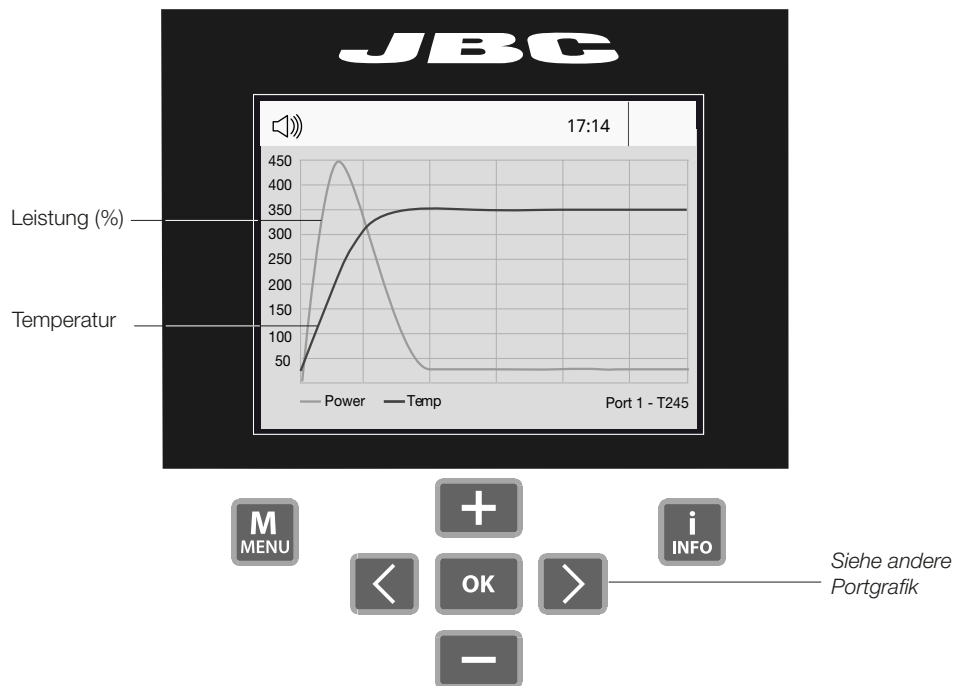 JBC
17:14
450
400
350
300
250
200
150
100
50
Leistung (%)
Temperatur
Power
Temp
Port 1 - T245
M
MENU
i
INFO
OK
Siehe andere
Portgrafik